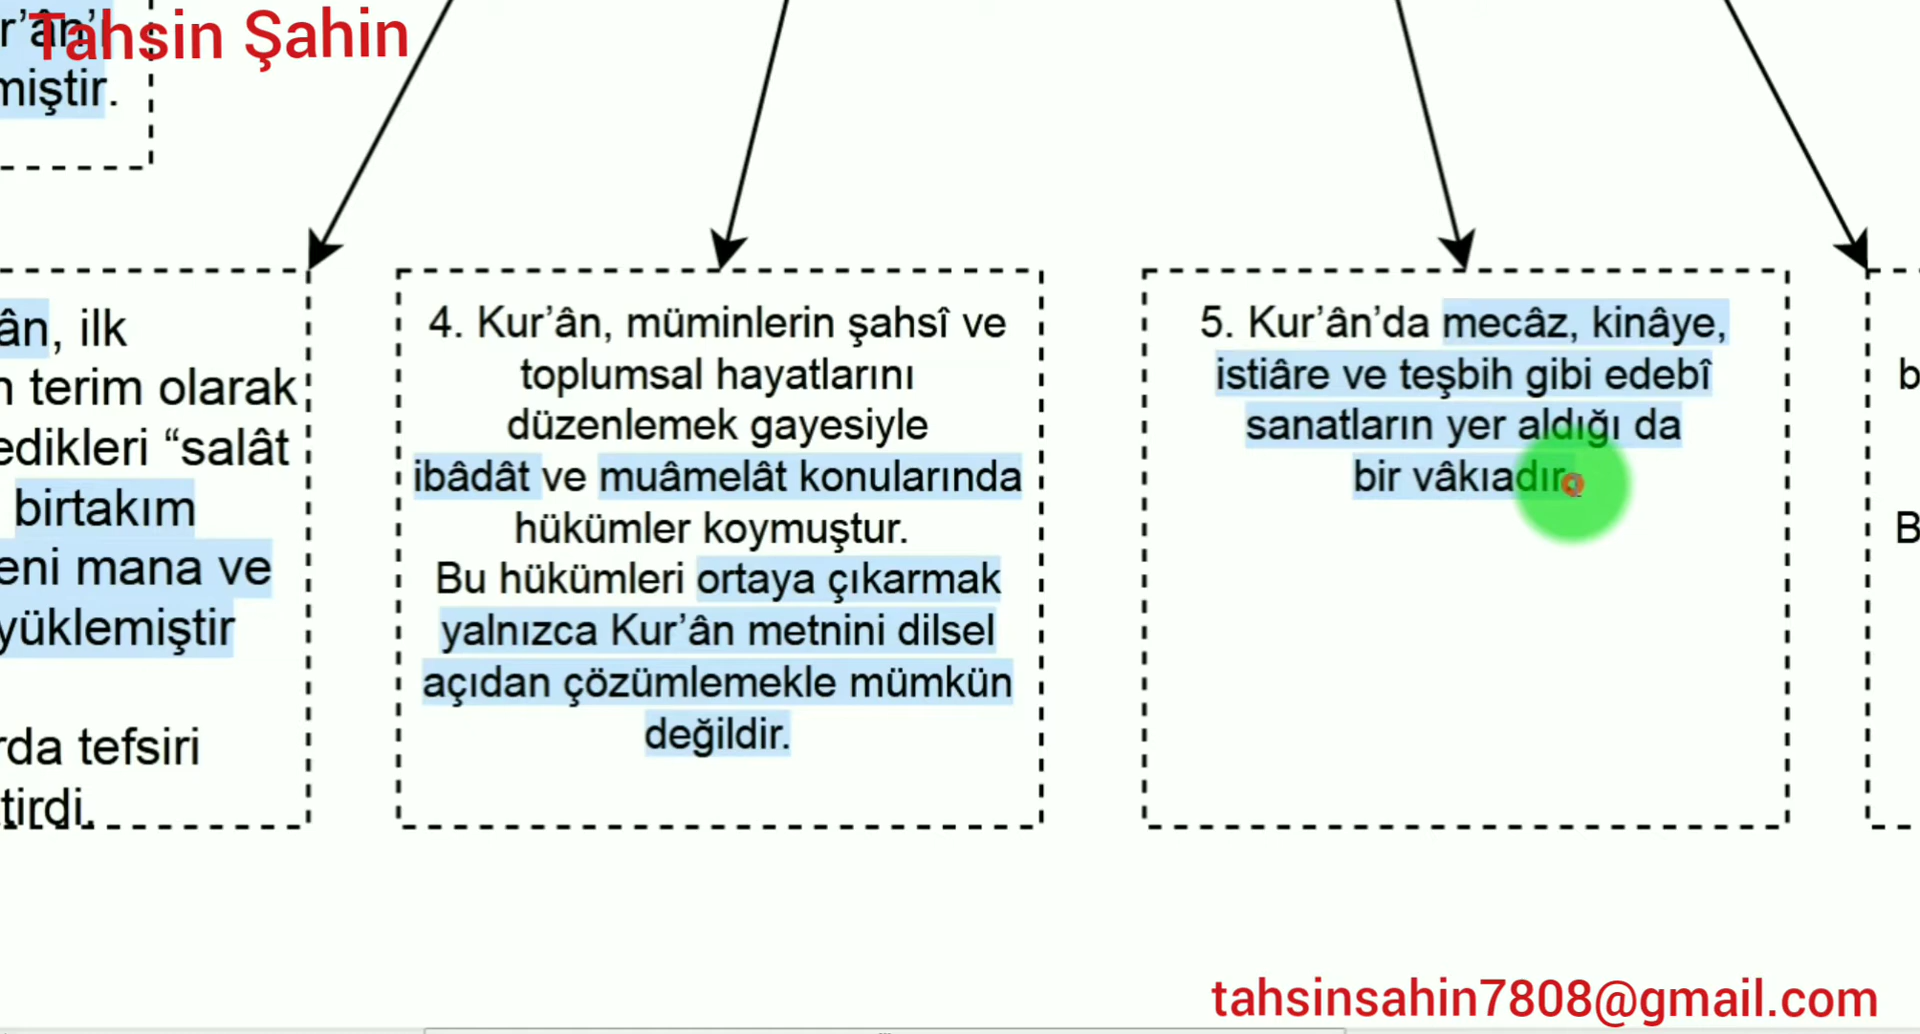 Tahsin Şahin
miştir.
ân, ilk
n terim olarak
edikleri “salât
birtakım
eni mana ve
yüklemiştir
rda tefsiri
tirdi.
4. Kur’ân, müminlerin şahsî ve
toplumsal hayatlarını
düzenlemek gayesiyle
ibâdât ve muâmelât konularında
hükümler koymuştur.
Bu hükümleri ortaya çıkarmak
yalnızca Kur’ân metnini dilsel
açıdan çözümlemekle mümkün
değildir.
5. Kur’ân’da mecâz, kinâye,
istiâre ve teşbih gibi edebî
sanatların yer aldığı da
bir vâkıadır.
b
B
tahsinsahin7808@gmail.com